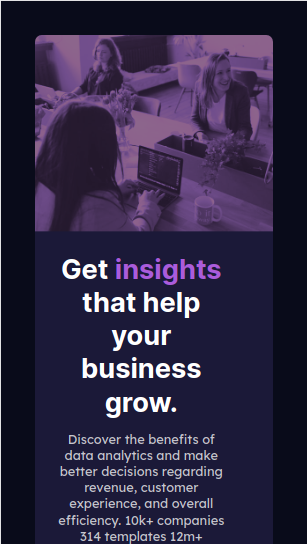 Get insights
that help
your
business
grow.
Discover the benefits of
data analytics and make
better decisions regarding
revenue, customer
experience, and overall
efficiency. 10k+ companies
314 templates 12m+